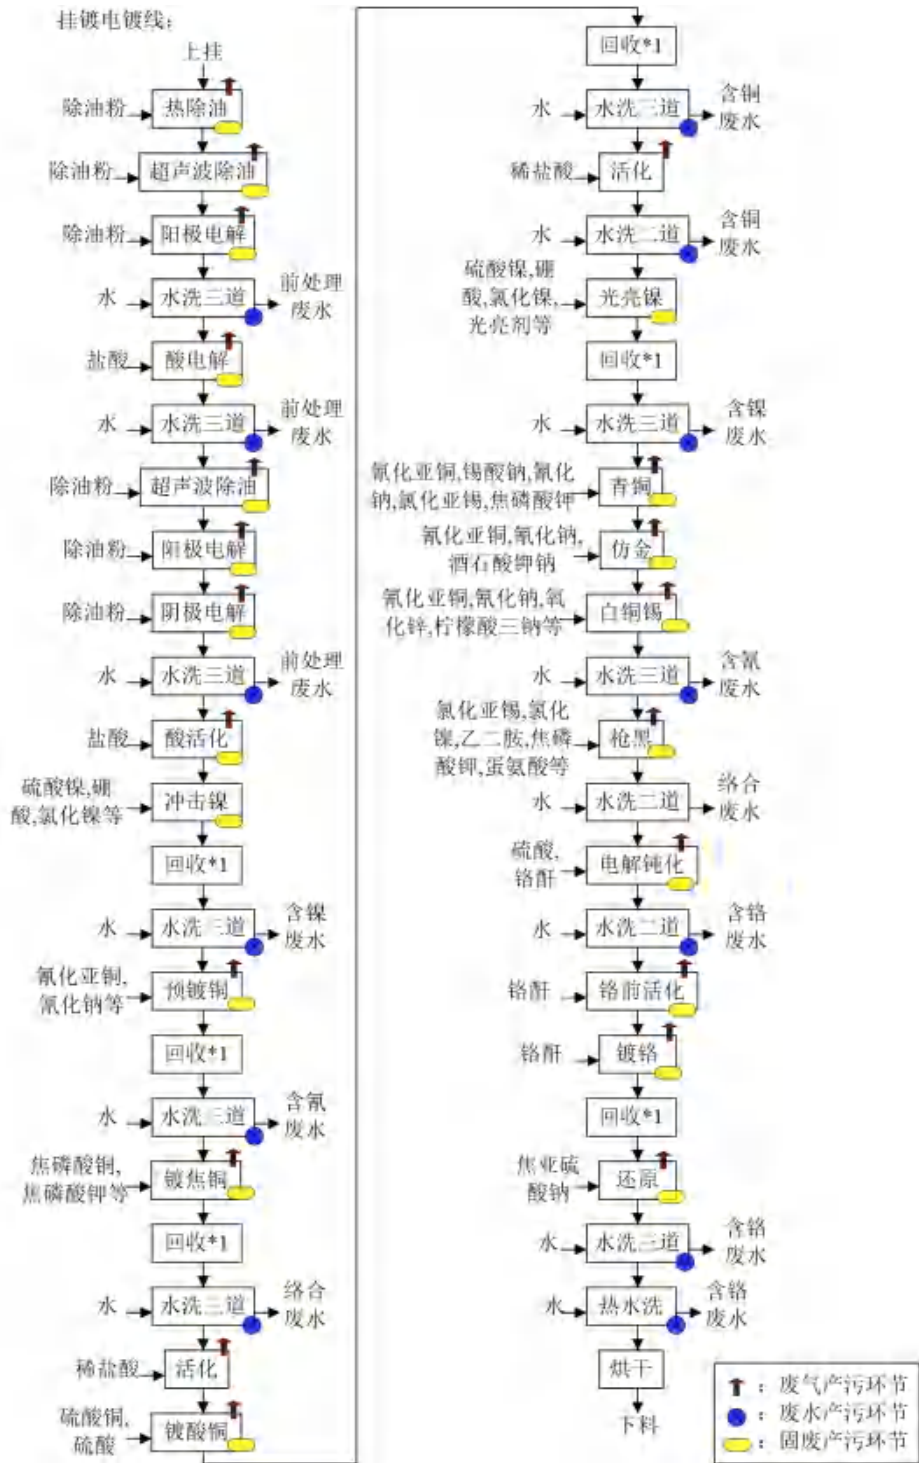 挂镀电镀线:
上挂
除油粉
热除油
除油粉
超声波除油
除油粉
阳极电解
水
水洗三道
前处理
废水
盐酸
酸电解
水
水洗三道
前处理
废水
除油粉
超声波除油
除油粉
阳极电解
除油粉
阴极电解
水
水洗三道
前处理
废水
盐酸
酸活化
硫酸镍,硼
酸,氯化镍等
冲击镍
回收*1
水
水洗三道
含镍
废水
氰化亚铜,
氰化钠等
预镀铜
回收*1
水
水洗三道
含氰
废水
焦磷酸铜,
焦磷酸钾等
镀焦铜
回收*1
水
水洗三道
络合
废水
稀盐酸
活化
硫酸铜,
硫酸
镀酸铜
回收*1
水
水洗三道
含铜
废水
稀盐酸
活化
水
水洗二道
含铜
废水
硫酸镍,硼
酸,氯化镍,
光亮剂等
光亮镍
回收*1
水
水洗三道
含镍
废水
氰化亚铜,锡酸钠,氰化
钠,氯化亚锡,焦磷酸钾
青铜
氰化亚铜,氰化钠,
酒石酸钾钠
仿金
氰化亚铜,氰化钠,氧
化锌,柠檬酸三钠等
白铜锡
水
水洗三道
含氰
废水
氯化亚锡,氯化
镍,乙二胺,焦磷
酸钾,蛋氨酸等
枪黑
水
水洗二道
络合
废水
硫酸,
铬酐
电解钝化
水
水洗二道
含铬
废水
铬酐
铬前活化
铬酐
镀铬
回收*1
焦亚硫
酸钠
还原
水
水洗三道
含铬
废水
水
热水洗
含铬
废水
烘干
下料
:废气产污环节
:废水产污环节
:固废产污环节